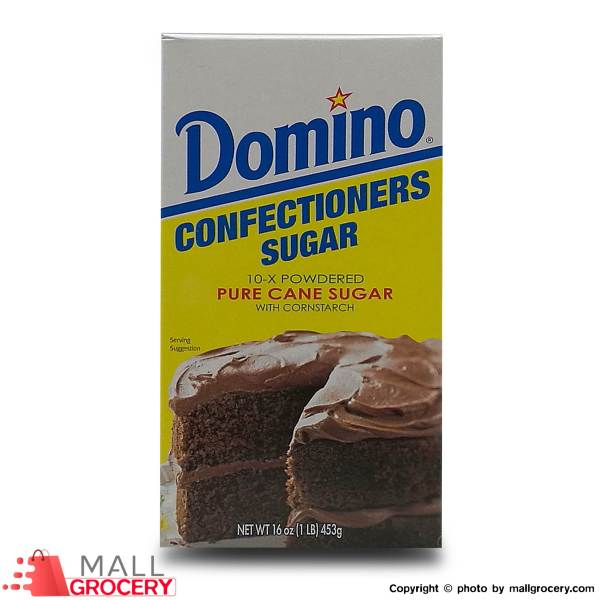 Domino®
CONFECTIONERS
SUGAR
10-X POWDERED
PURE CANE SUGAR
WITH CORNSTARCH
Serving
Suggestion
NET WT 16 oz (1 LB) 453g
MALL
GROCERY
Copyright © photo by mallgrocery.com